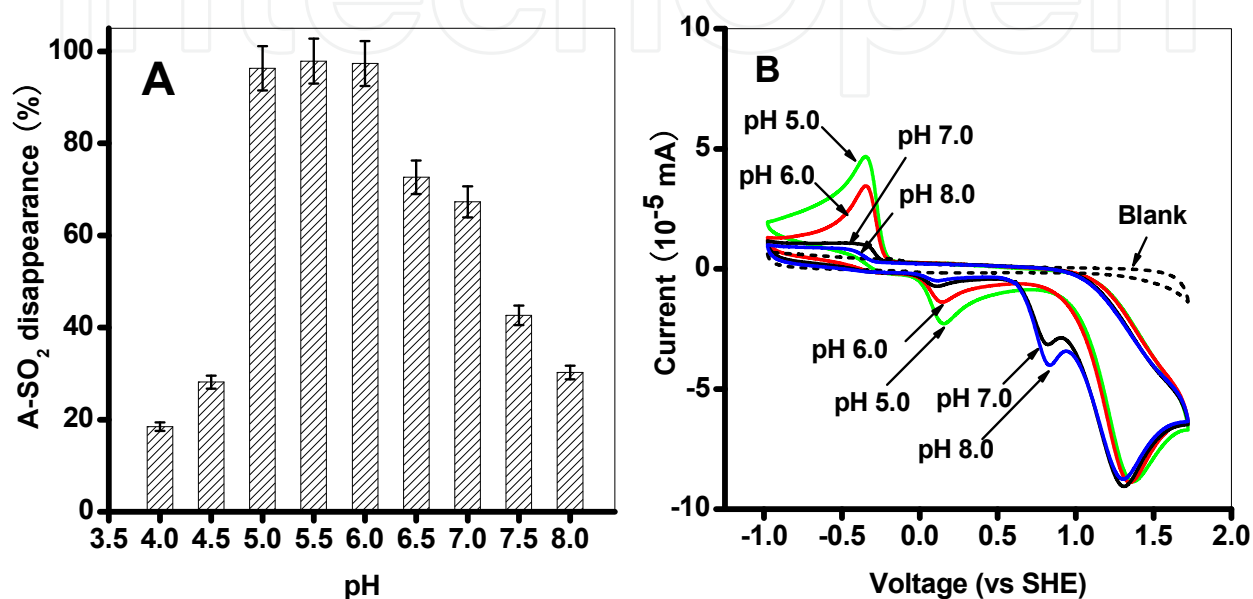 intechopen
A
A-SO2 disappearance (%)
100
80
60
40
20
0
3.5 4.0 4.5 5.0 5.5 6.0 6.5 7.0 7.5 8.0
pH
B
Current (10-5 mA)
10
5
0
-5
-10
pH 5.0
pH 7.0
pH 6.0
pH 8.0
Blank
pH 6.0
pH 5.0
pH 7.0
pH 8.0
-1.0 -0.5 0.0 0.5 1.0 1.5 2.0
Voltage (vs SHE)